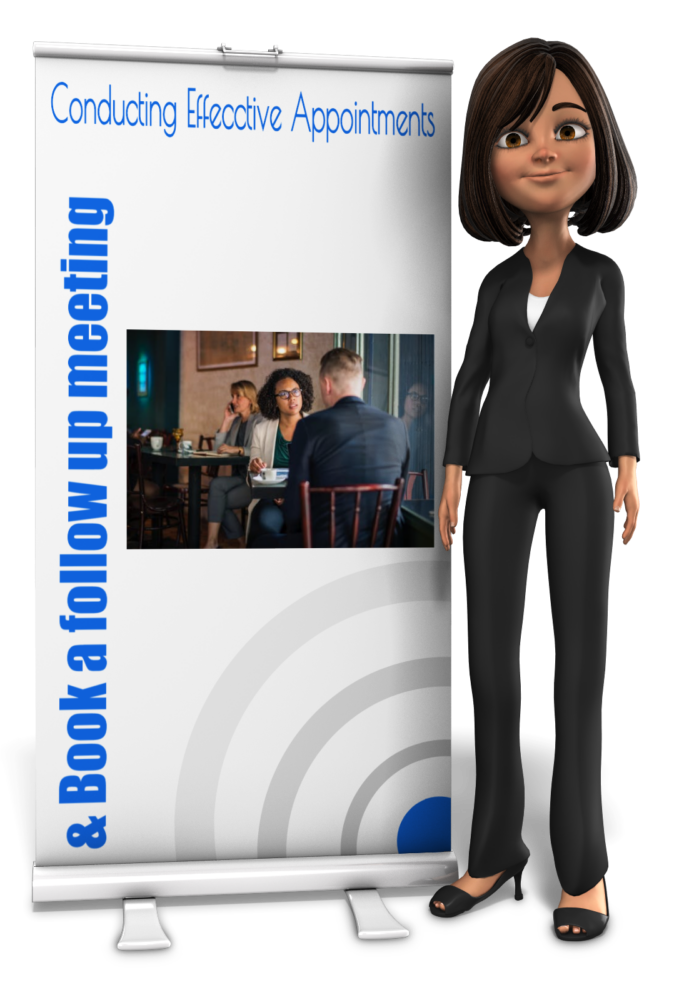 Conducting Effecctive Appointments
& Book a follow up meeting